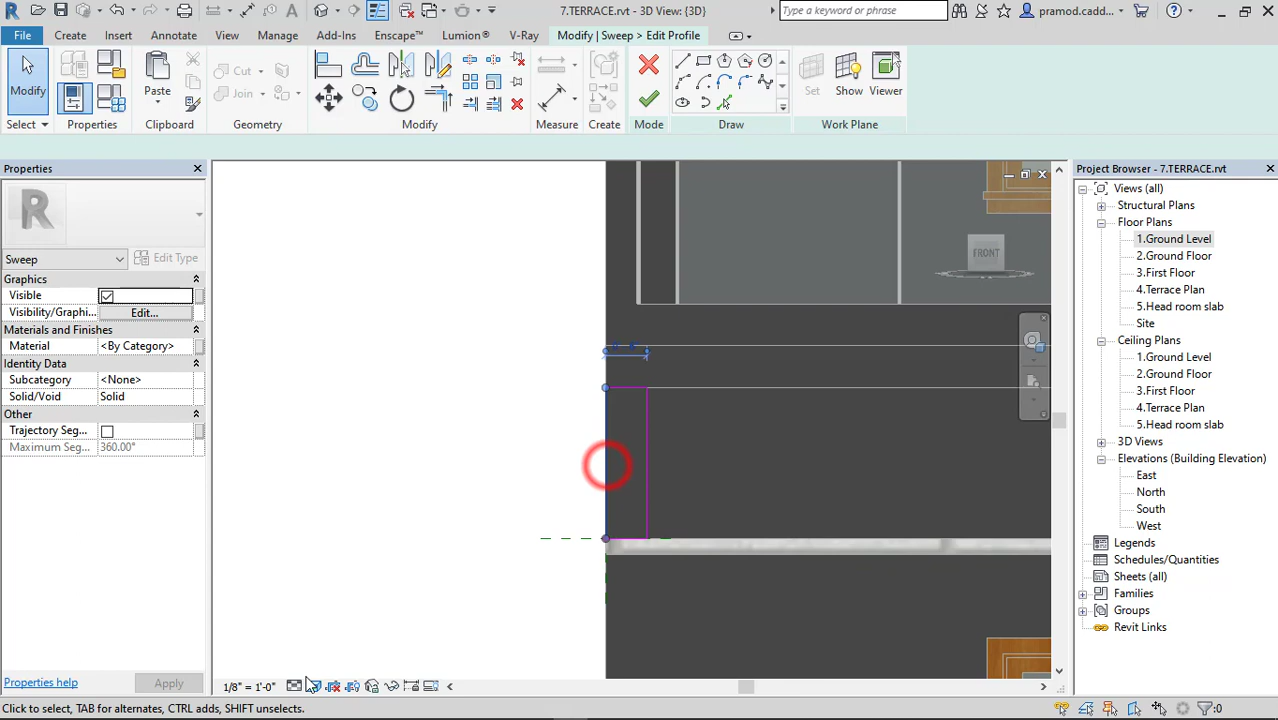 7.TERRACE.rvt - 3D View: {3D}
Type a keyword or phrase
pramod.cadd...
File Create Insert Annotate View Manage Add-Ins Enscape™ Lumion® V-Ray Modify | Sweep > Edit Profile
Modify
Paste
Cut
Join
Set
Show
Viewer
Select
Properties
Clipboard
Geometry
Modify
Measure
Create
Mode
Draw
Work Plane
Properties
Sweep
Edit Type
Graphics
Visible
Visibility/Graphi... Edit...
Materials and Finishes
Material <By Category>
Identity Data
Subcategory <None>
Solid/Void Solid
Other
Trajectory Seg...
Maximum Seg... 360.00°
Properties help
Apply
FRONT
1/8" = 1'-0"
Project Browser - 7.TERRACE.rvt
Views (all)
Structural Plans
Floor Plans
1.Ground Level
2.Ground Floor
3.First Floor
4.Terrace Plan
5.Head room slab
Site
Ceiling Plans
1.Ground Level
2.Ground Floor
3.First Floor
4.Terrace Plan
5.Head room slab
3D Views
Elevations (Building Elevation)
East
North
South
West
Legends
Schedules/Quantities
Sheets (all)
Families
Groups
Revit Links
Click to select, TAB for alternates, CTRL adds, SHIFT unselects.
:0